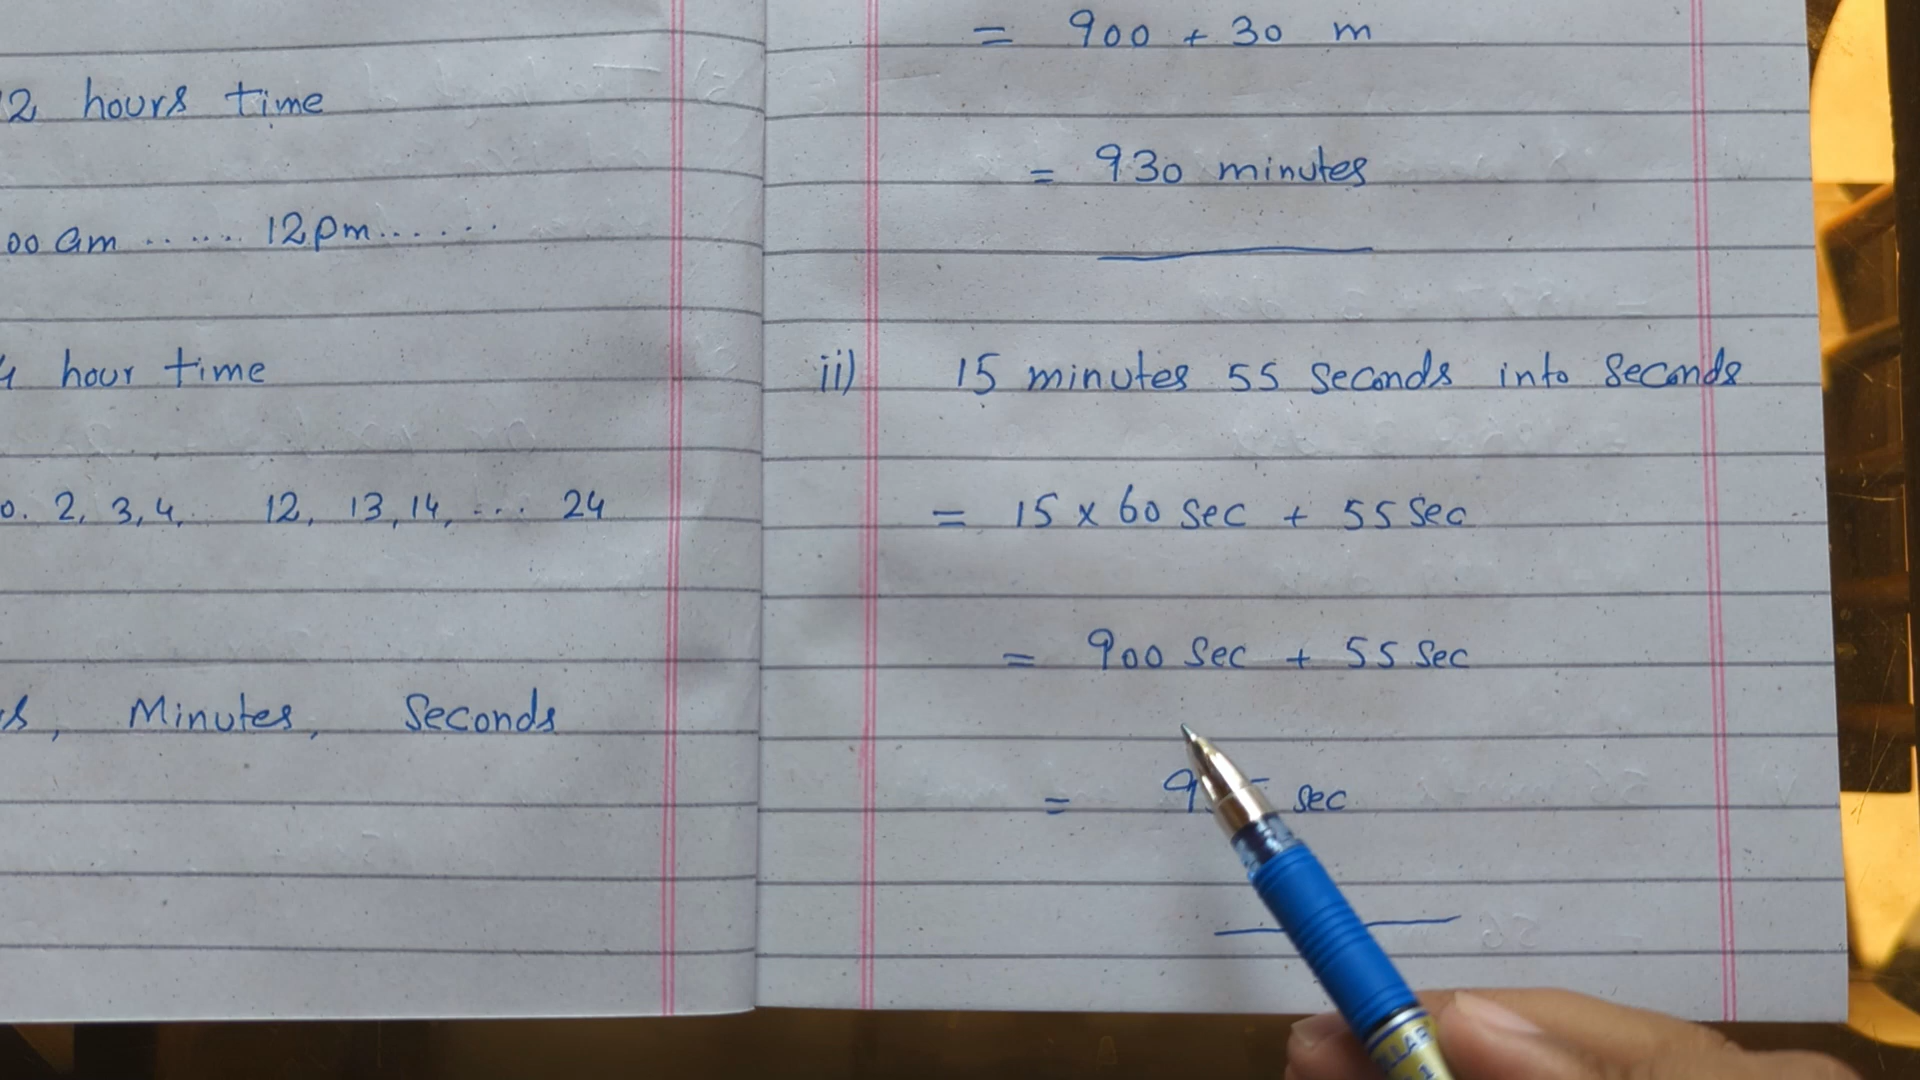 2 hours time
00 am ...... 12pm......
4 hour time
0. 2, 3, 4, 12, 13, 14, ... 24
s, Minutes, Seconds
= 900 + 30 m
= 930 minutes
ii) 15 minutes 55 seconds into seconds
= 15 x 60 sec + 55 sec
= 900 sec + 55 sec
= 9 sec